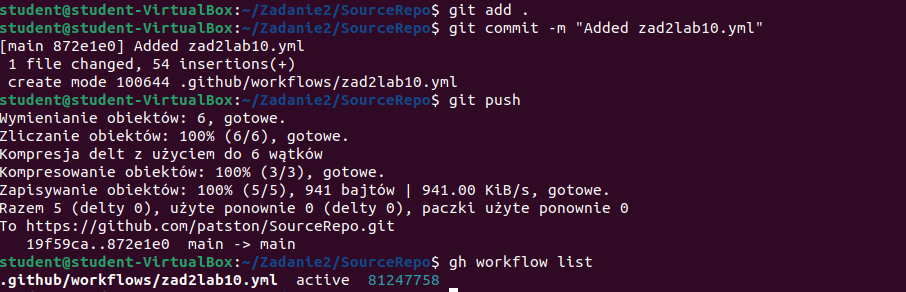 student@student-VirtualBox:~/Zadanie2/SourceRepo$ git add .
student@student-VirtualBox:~/Zadanie2/SourceRepo$ git commit -m "Added zad2lab10.yml"
[main 872e1e0] Added zad2lab10.yml
 1 file changed, 54 insertions(+)
 create mode 100644 .github/workflows/zad2lab10.yml
student@student-VirtualBox:~/Zadanie2/SourceRepo$ git push
Wymienianie obiektów: 6, gotowe.
Zliczanie obiektów: 100% (6/6), gotowe.
Kompresja delt z użyciem do 6 wątków
Kompresowanie obiektów: 100% (3/3), gotowe.
Zapisywanie obiektów: 100% (5/5), 941 bajtów | 941.00 KiB/s, gotowe.
Razem 5 (delty 0), użyte ponownie 0 (delty 0), paczki użyte ponownie 0
To https://github.com/patston/SourceRepo.git
   19f59ca..872e1e0  main -> main
student@student-VirtualBox:~/Zadanie2/SourceRepo$ gh workflow list
.github/workflows/zad2lab10.yml  active  81247758